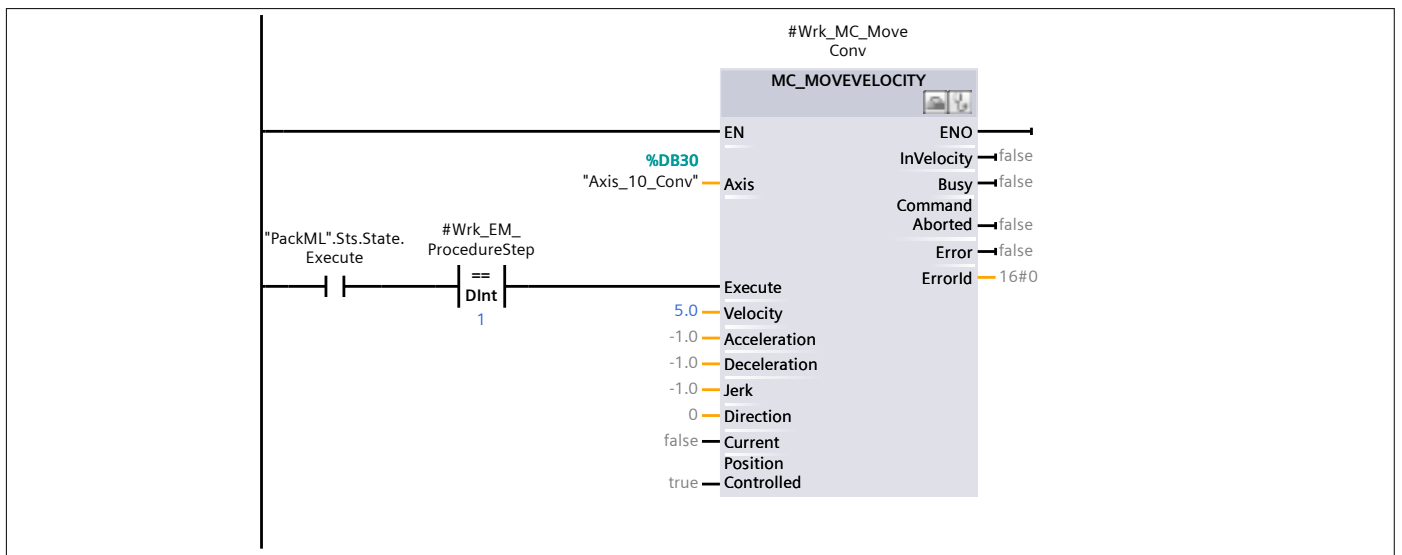 #Wrk_MC_Move
Conv
MC_MOVEVELOCITY
EN
ENO
%DB30
InVelocity
false
"Axis_10_Conv"
Axis
Busy
false
Command
Aborted
false
"PackML".Sts.State.
Execute
#Wrk_EM_
ProcedureStep
Error
false
==
DInt
1
ErrorId
16#0
Execute
5.0
Velocity
-1.0
Acceleration
-1.0
Deceleration
-1.0
Jerk
0
Direction
false
Current
Position
true
Controlled